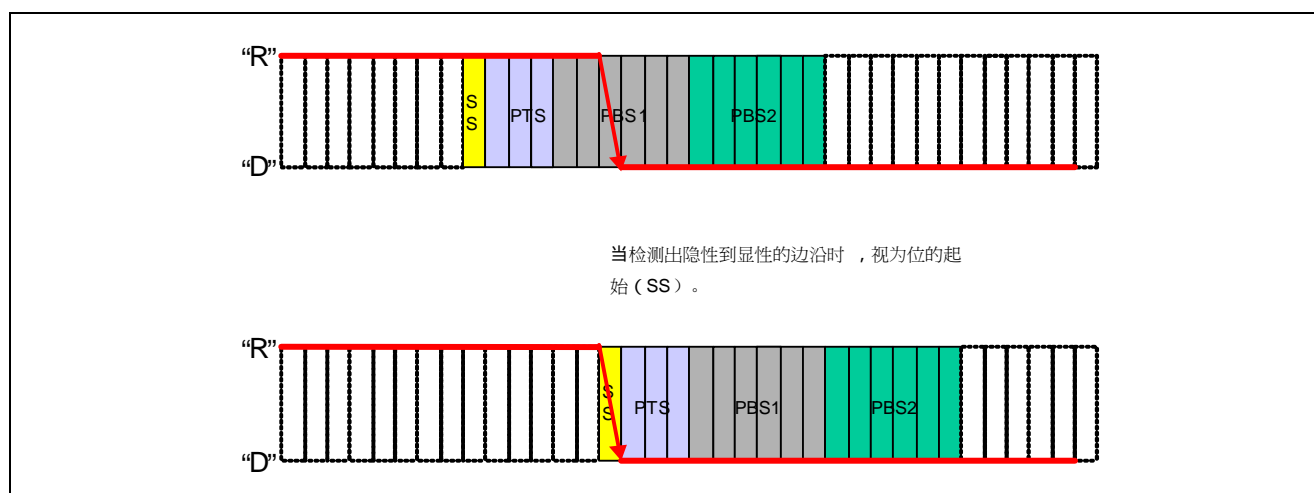 “R”
S
S
PTS
PBS1
PBS2
“D”
当检测出隐性到显性的边沿时 ，视为位的起
始（SS）。
“R”
S
S
PTS
PBS1
PBS2
“D”